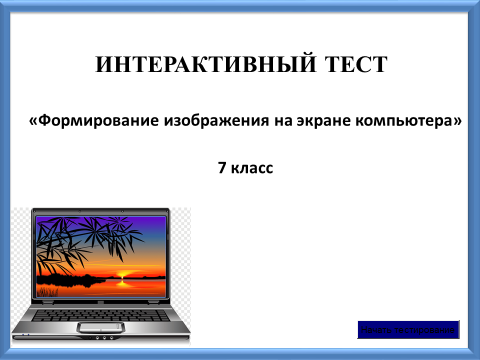 ИНТЕРАКТИВНЫЙ ТЕСТ
«Формирование изображения на экране компьютера»
7 класс
Начать тестирование